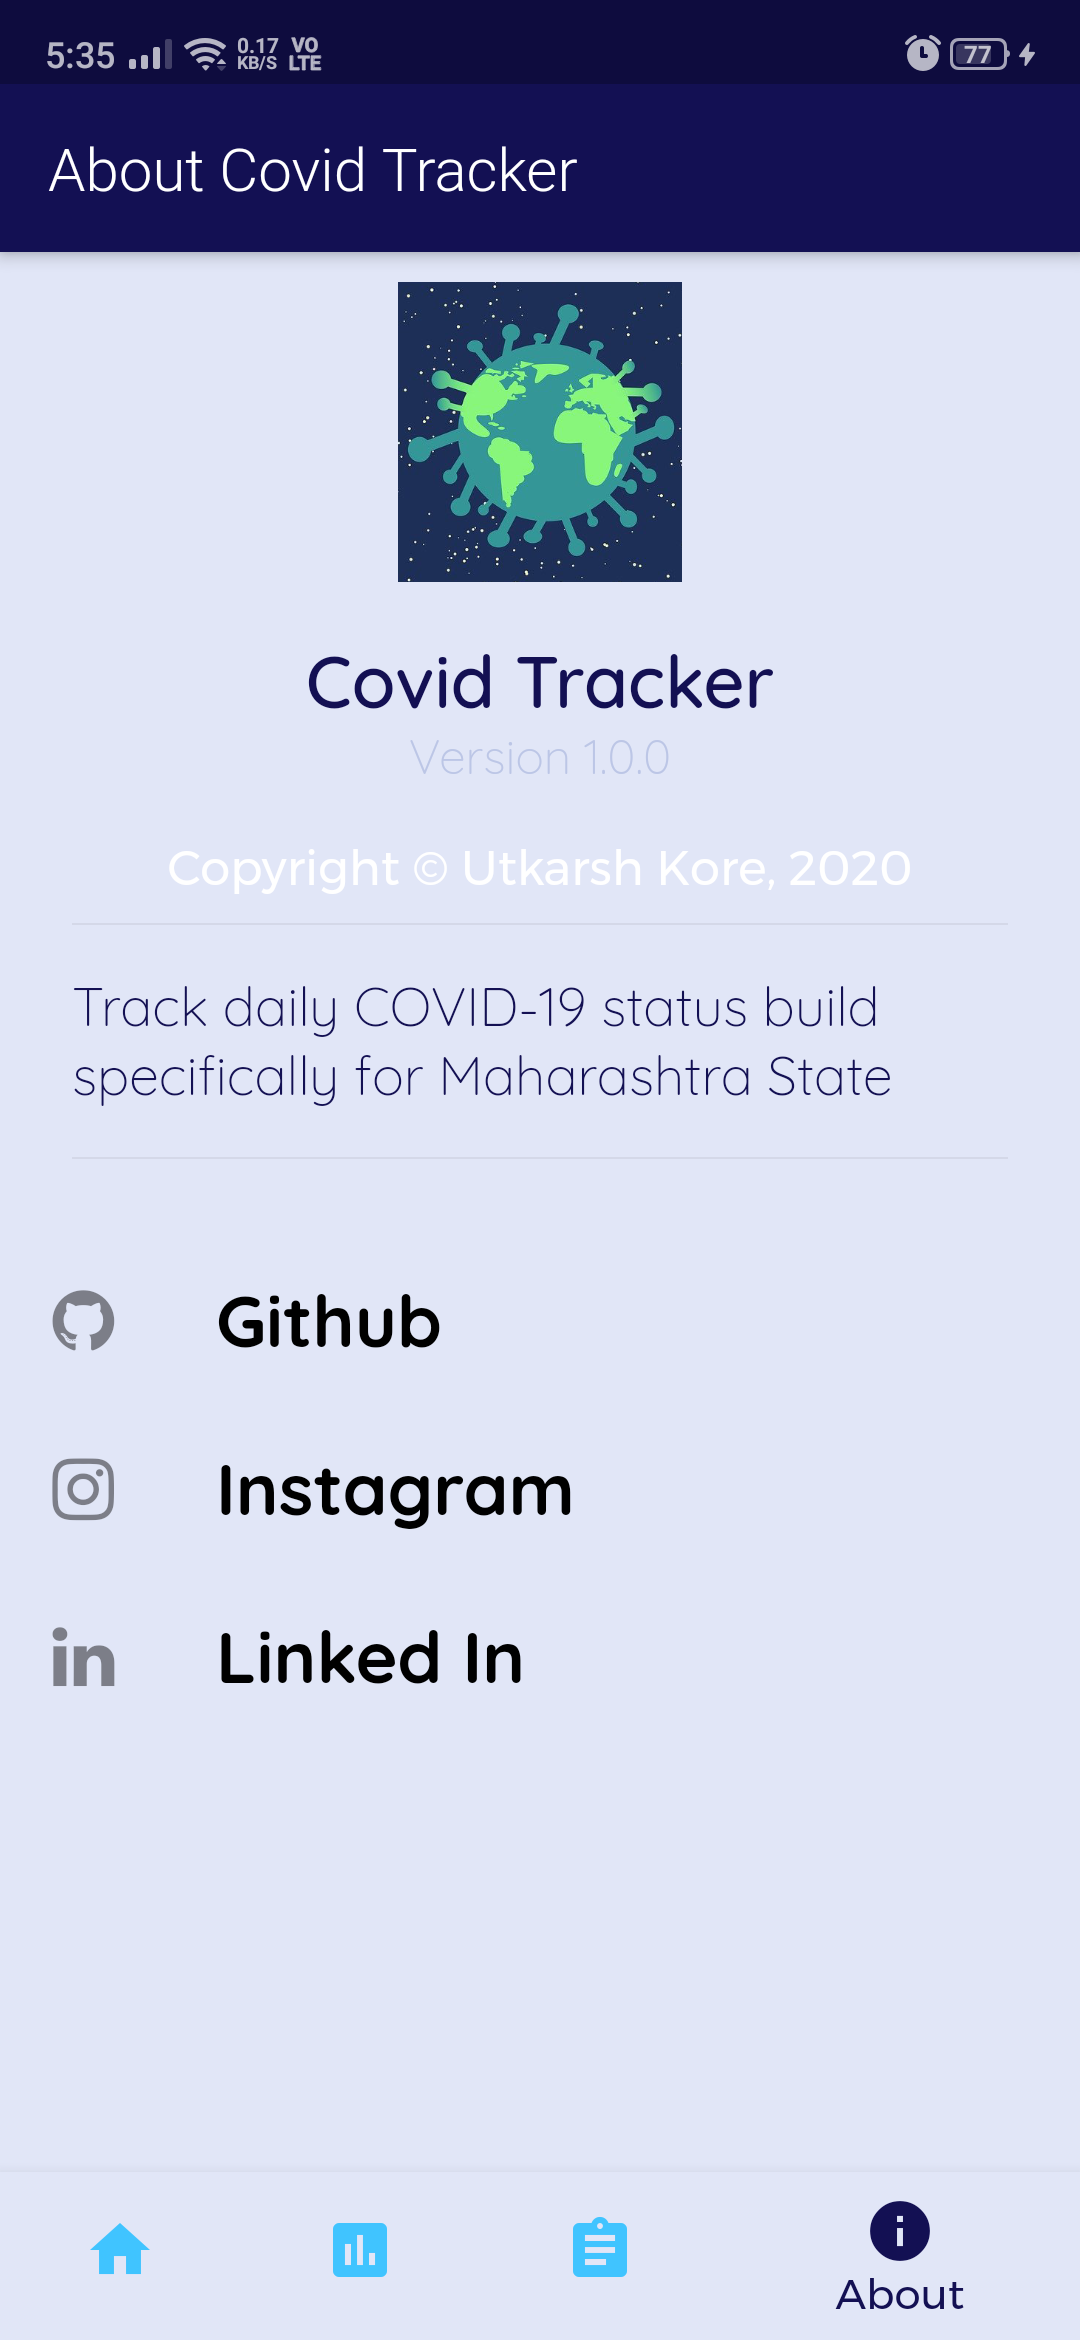 5:35 0.17 KB/S VO LTE 77
About Covid Tracker
Covid Tracker
Version 1.0.0
Copyright © Utkarsh Kore, 2020
Track daily COVID-19 status build
specifically for Maharashtra State
Github
Instagram
in Linked In
About